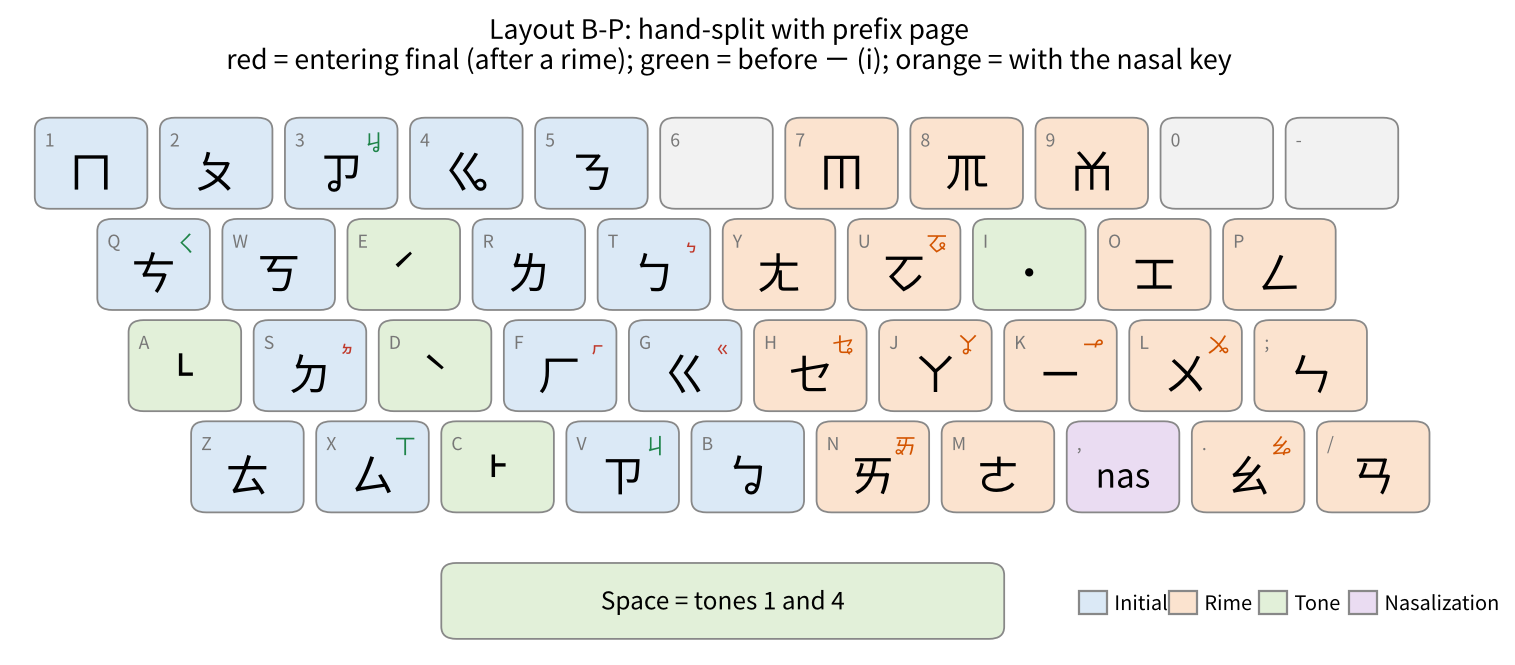 Layout B-P: hand-split with prefix page
red = entering final (after a rime); green = before ㄧ (i); orange = with the nasal key
1 ㄇ 2 ㄆ 3 ㆡ ㆢ 4 ㆣ 5 ㄋ 6 7 ㆬ 8 ㆭ 9 ㆰ 0 -
Q ㄘ ㄑ W ㄎ E ˊ R ㄌ T ㄅ ㆴ Y ㄤ U ㆦ ㆧ I ˙ O ㆨ P ㄥ
A ˪ S ㄉ ㆵ D ˋ F ㄏ ㆷ G ㄍ ㆻ H ㆤ ㆥ J ㄚ ㆩ K ㄧ ㆪ L ㄨ ㆫ ; ㄣ
Z ㄊ X ㄙ ㄒ C ˫ V ㄗ ㄐ B ㆠ N ㄞ ㆮ M ㄜ , nas . ㄠ ㆯ / ㄢ
Space = tones 1 and 4
Initial Rime Tone Nasalization